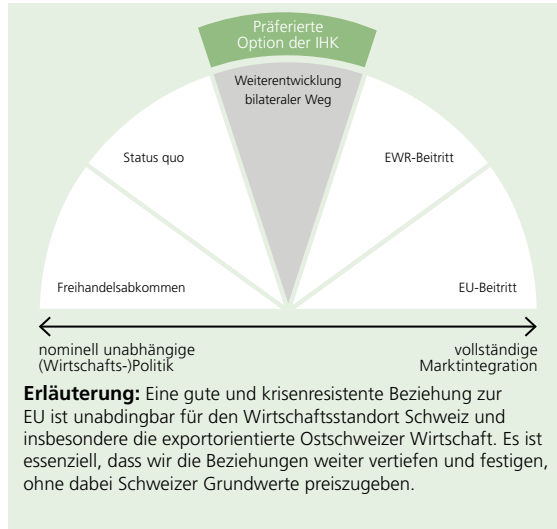 Präferierte
Option der IHK
Weiterentwicklung
bilateraler Weg
Status quo
EWR-Beitritt
Freihandelsabkommen
EU-Beitritt
nominell unabhängige
(Wirtschafts-)Politik
vollständige
Marktintegration
Erläuterung: Eine gute und krisenresistente Beziehung zur
EU ist unabdingbar für den Wirtschaftsstandort Schweiz und
insbesondere die exportorientierte Ostschweizer Wirtschaft. Es ist
essenziell, dass wir die Beziehungen weiter vertiefen und festigen,
ohne dabei Schweizer Grundwerte preiszugeben.